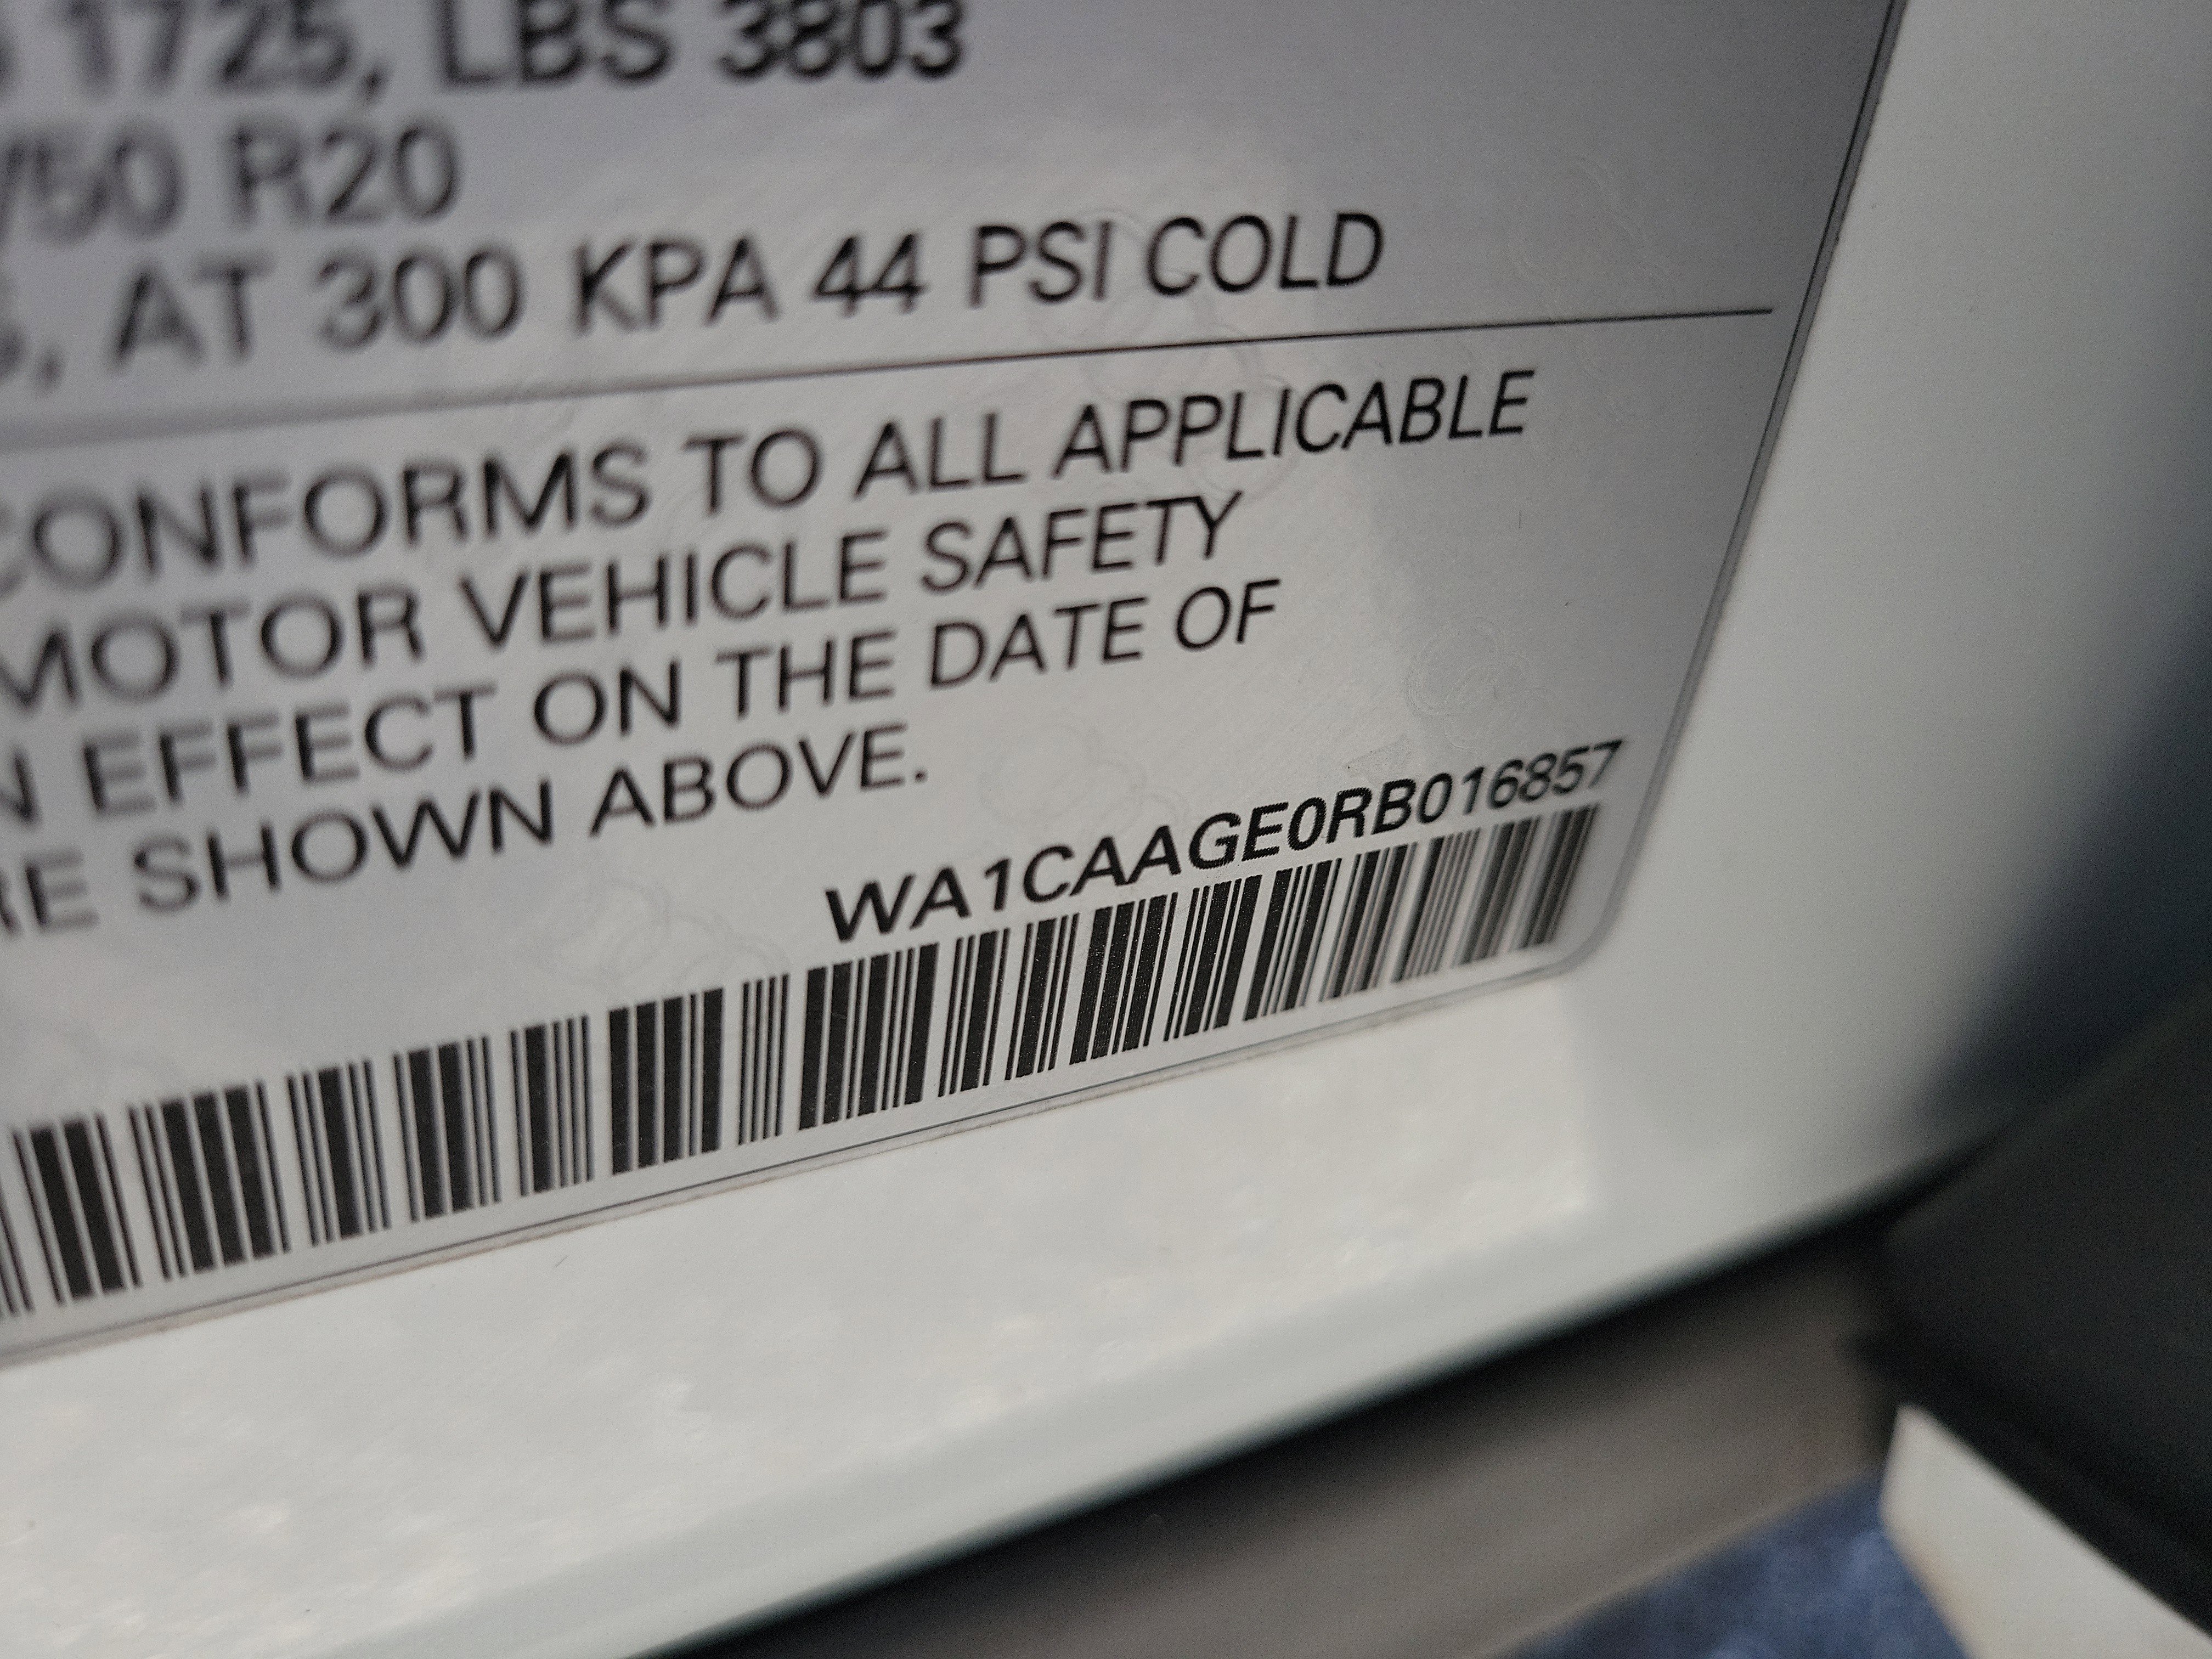 1725, LBS 3803
/50 R20
, AT 300 KPA 44 PSI COLD
CONFORMS TO ALL APPLICABLE
MOTOR VEHICLE SAFETY
N EFFECT ON THE DATE OF
RE SHOWN ABOVE.
WA1CAAGE0RB016857